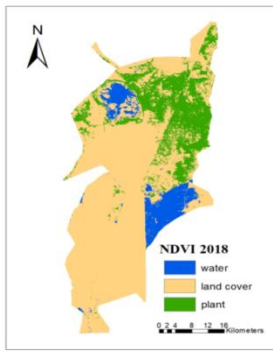 N
NDVI 2018
water
land cover
plant
0 2 4 8 12 16
Kilometers